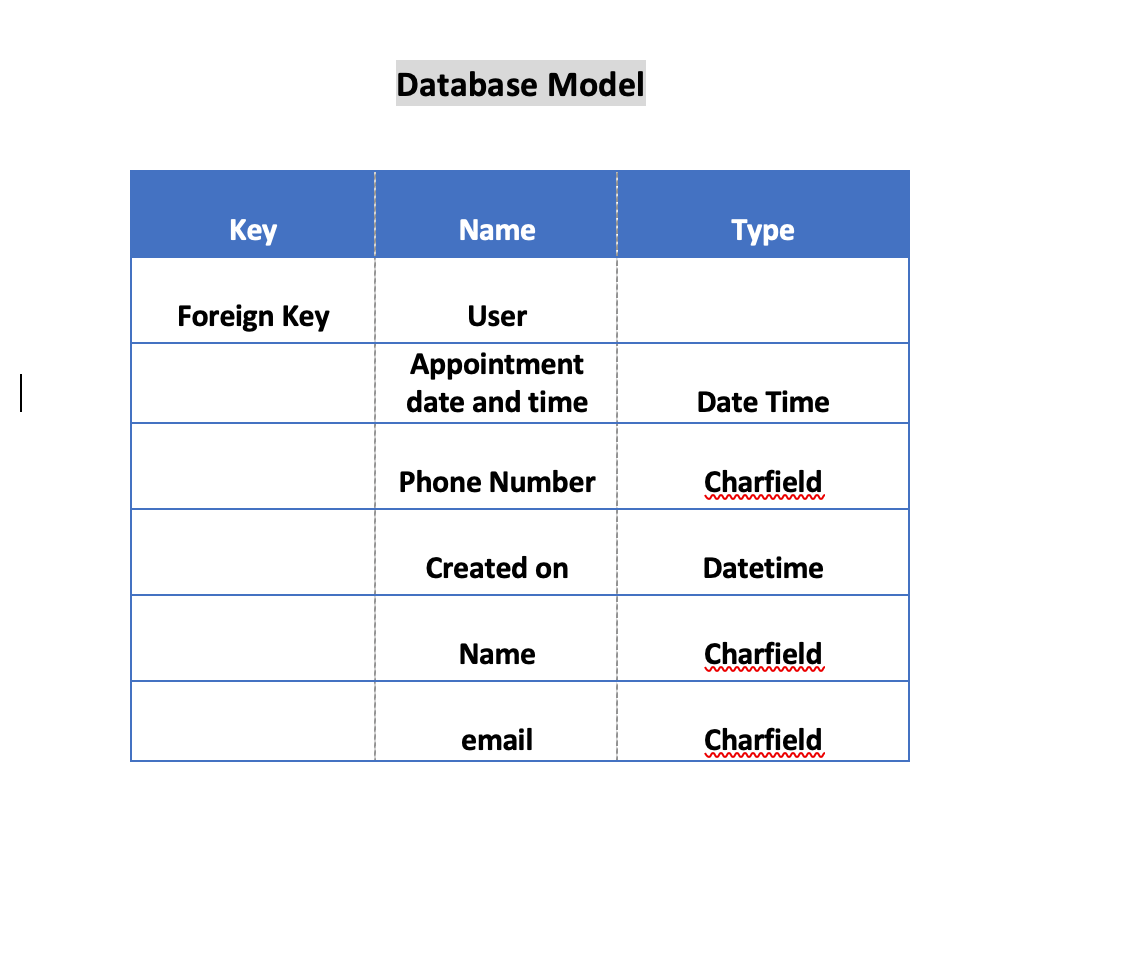 Database Model
Key Name Type
Foreign Key User
Appointment
date and time Date Time
Phone Number Charfield
Created on Datetime
Name Charfield
email Charfield